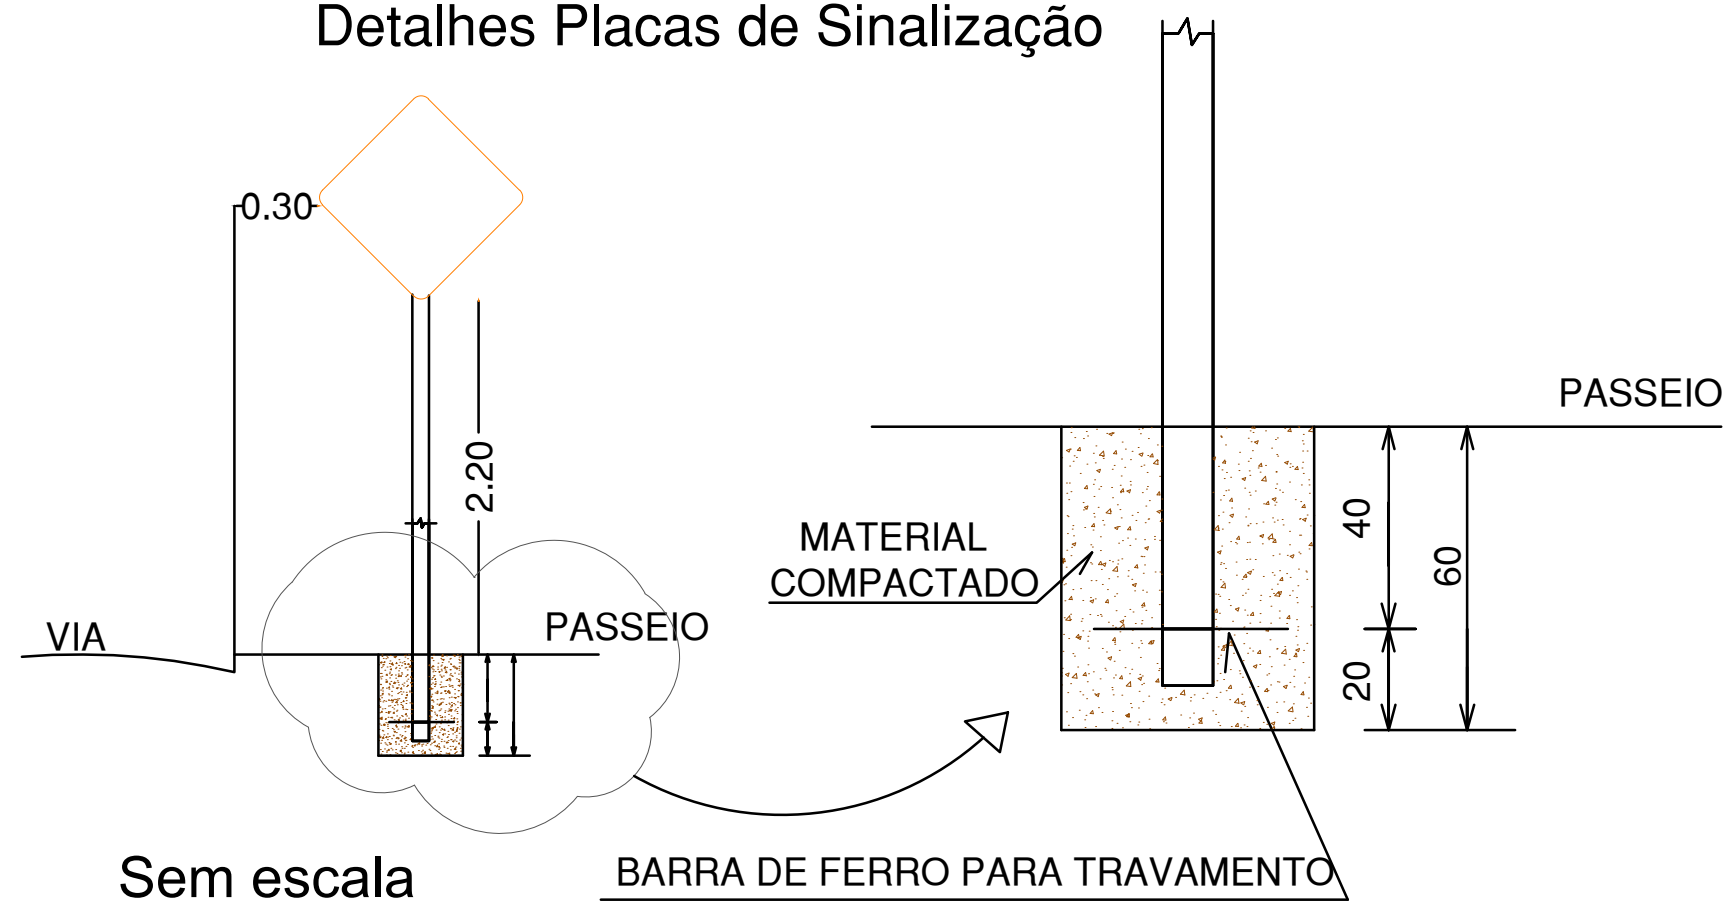 Detalhes Placas de Sinalização
0.30
2.20
VIA
PASSEIO
PASSEIO
MATERIAL
COMPACTADO
40
60
20
BARRA DE FERRO PARA TRAVAMENTO
Sem escala